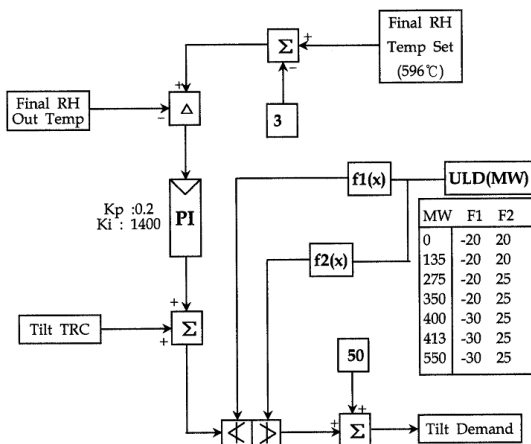 Final RH
Temp Set
(596℃)
+
Σ
+
−
3
+
Final RH
Out Temp
−
Δ
f1(x)
ULD(MW)
Kp :0.2
Ki : 1400
PI
f2(x)
MW F1 F2
0 -20 20
135 -20 20
275 -20 25
350 -20 25
400 -30 25
413 -30 25
550 -30 25
+
Tilt TRC
+
Σ
50
<
>
+
+
Σ
Tilt Demand